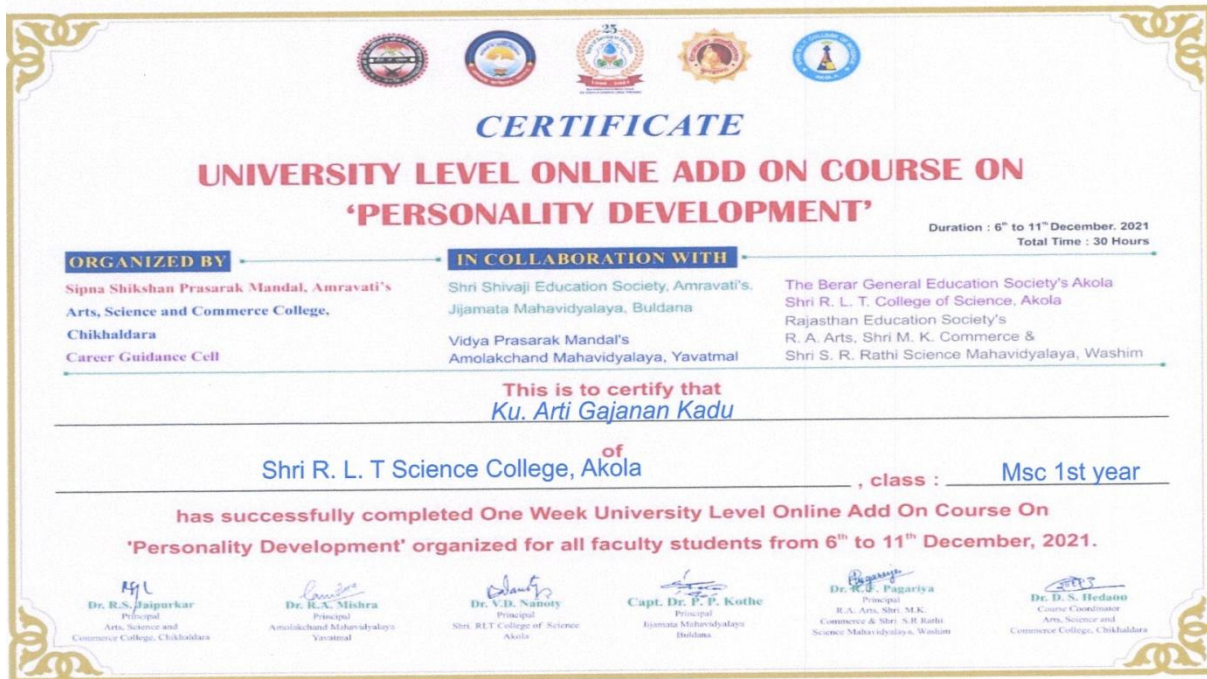 25
CERTIFICATE
UNIVERSITY LEVEL ONLINE ADD ON COURSE ON
‘PERSONALITY DEVELOPMENT’
Duration : 6th to 11th December. 2021
Total Time : 30 Hours
ORGANIZED BY
Sipna Shikshan Prasarak Mandal, Amravati's
Arts, Science and Commerce College,
Chikhaldara
Career Guidance Cell
IN COLLABORATION WITH
Shri Shivaji Education Society, Amravati's.
Jijamata Mahavidyalaya, Buldana
Vidya Prasarak Mandal's
Amolakchand Mahavidyalaya, Yavatmal
The Berar General Education Society's Akola
Shri R. L. T. College of Science, Akola
Rajasthan Education Society's
R. A. Arts, Shri M. K. Commerce &
Shri S. R. Rathi Science Mahavidyalaya, Washim
This is to certify that
Ku. Arti Gajanan Kadu
of
Shri R. L. T Science College, Akola , class : Msc 1st year
has successfully completed One Week University Level Online Add On Course On
'Personality Development' organized for all faculty students from 6th to 11th December, 2021.
Dr. R.S. Jaipurkar
Principal
Arts, Science and
Commerce College, Chikhaldara
Dr. R.A. Mishra
Principal
Amolakchand Mahavidyalaya
Yavatmal
Dr. V.D. Nanoty
Principal
Shri. RLT College of Science
Akola
Capt. Dr. P. P. Kothe
Principal
Jijamata Mahavidyalaya
Buldana
Dr. Pagariya
Principal
R.A. Arts, Shri. M.K.
Commerce & Shri. S.R Rathi
Science Mahavidyalaya, Washim
Dr. D. S. Hedaoo
Course Coordinator
Arts, Science and
Commerce College, Chikhaldara